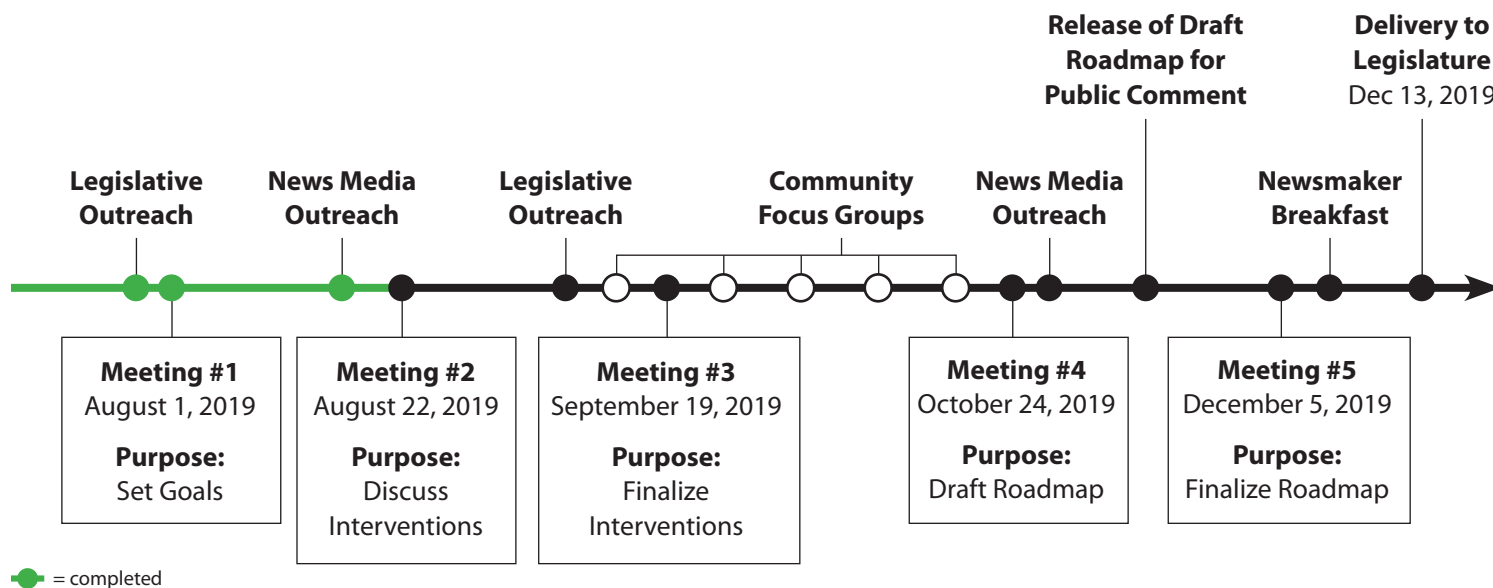 Release of Draft
Roadmap for
Public Comment
Delivery to
Legislature
Dec 13, 2019
Legislative
Outreach
News Media
Outreach
Legislative
Outreach
Community
Focus Groups
News Media
Outreach
Newsmaker
Breakfast
Meeting #1
August 1, 2019
Purpose:
Set Goals
Meeting #2
August 22, 2019
Purpose:
Discuss
Interventions
Meeting #3
September 19, 2019
Purpose:
Finalize
Interventions
Meeting #4
October 24, 2019
Purpose:
Draft Roadmap
Meeting #5
December 5, 2019
Purpose:
Finalize Roadmap
= completed